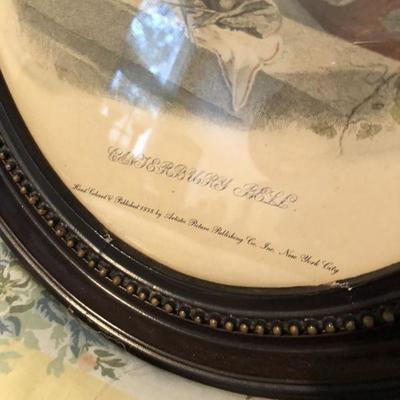 CANTERBURY BELL
Hand Colored & Published 1938 by Artistic Picture Publishing Co. Inc. New York City